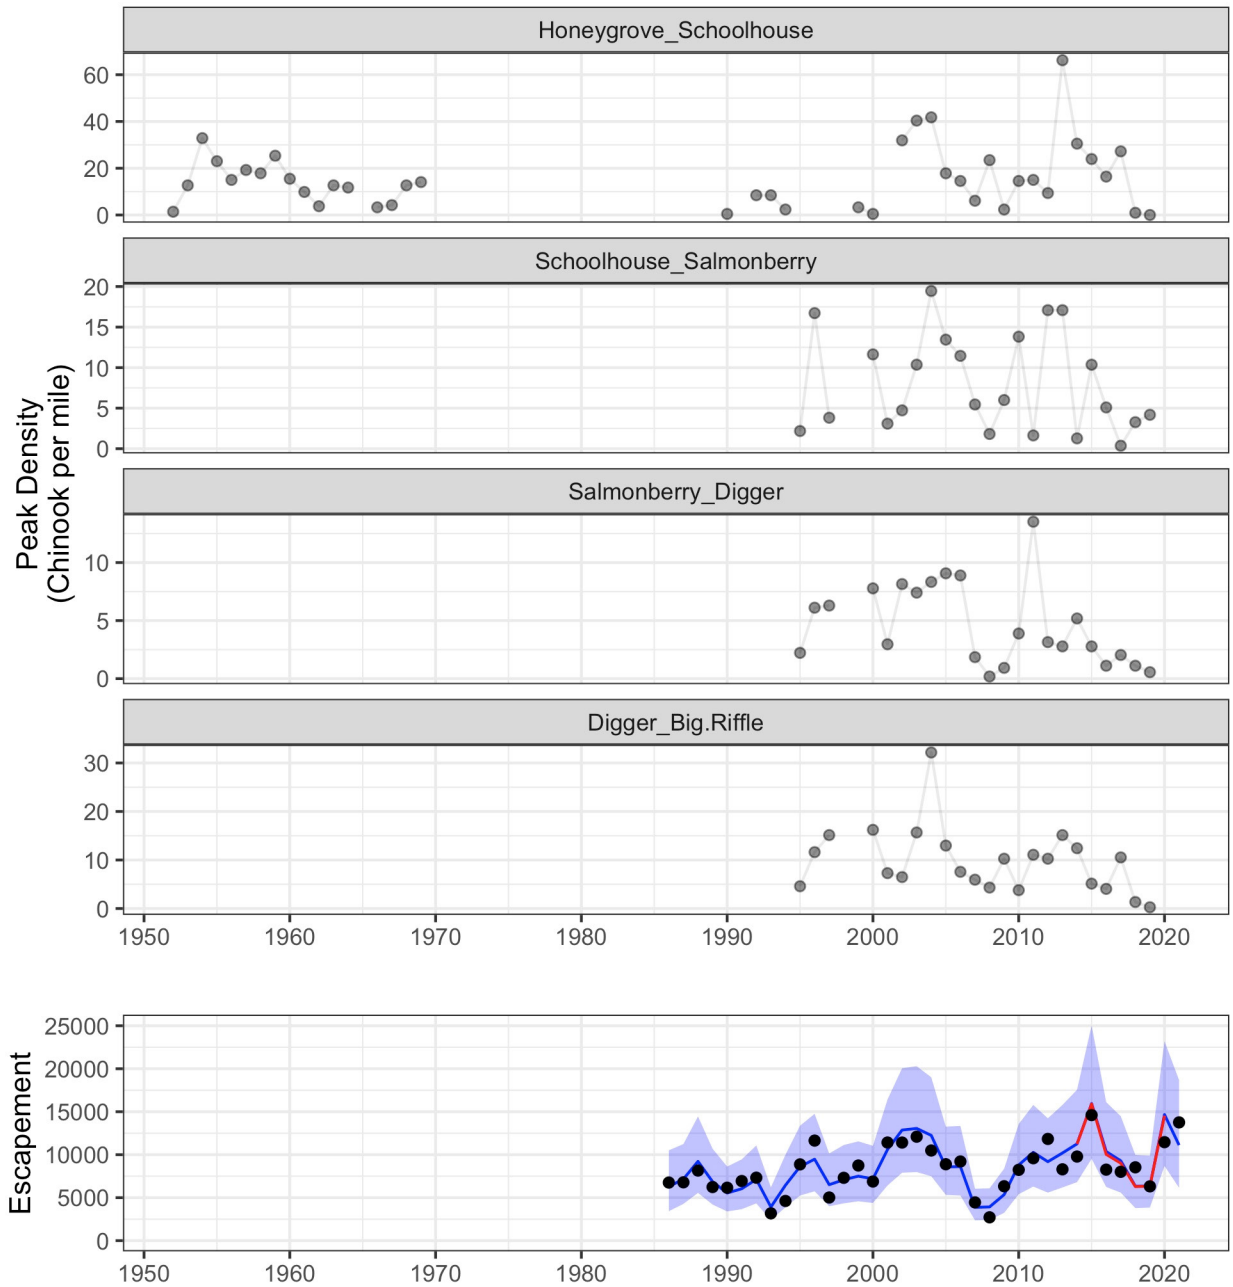 Honeygrove_Schoolhouse
60
40
20
0
Schoolhouse_Salmonberry
20
15
10
5
0
Peak Density
(Chinook per mile)
Salmonberry_Digger
10
5
0
Digger_Big.Riffle
30
20
10
0
1950 1960 1970 1980 1990 2000 2010 2020
Escapement
25000
20000
15000
10000
5000
0
1950 1960 1970 1980 1990 2000 2010 2020